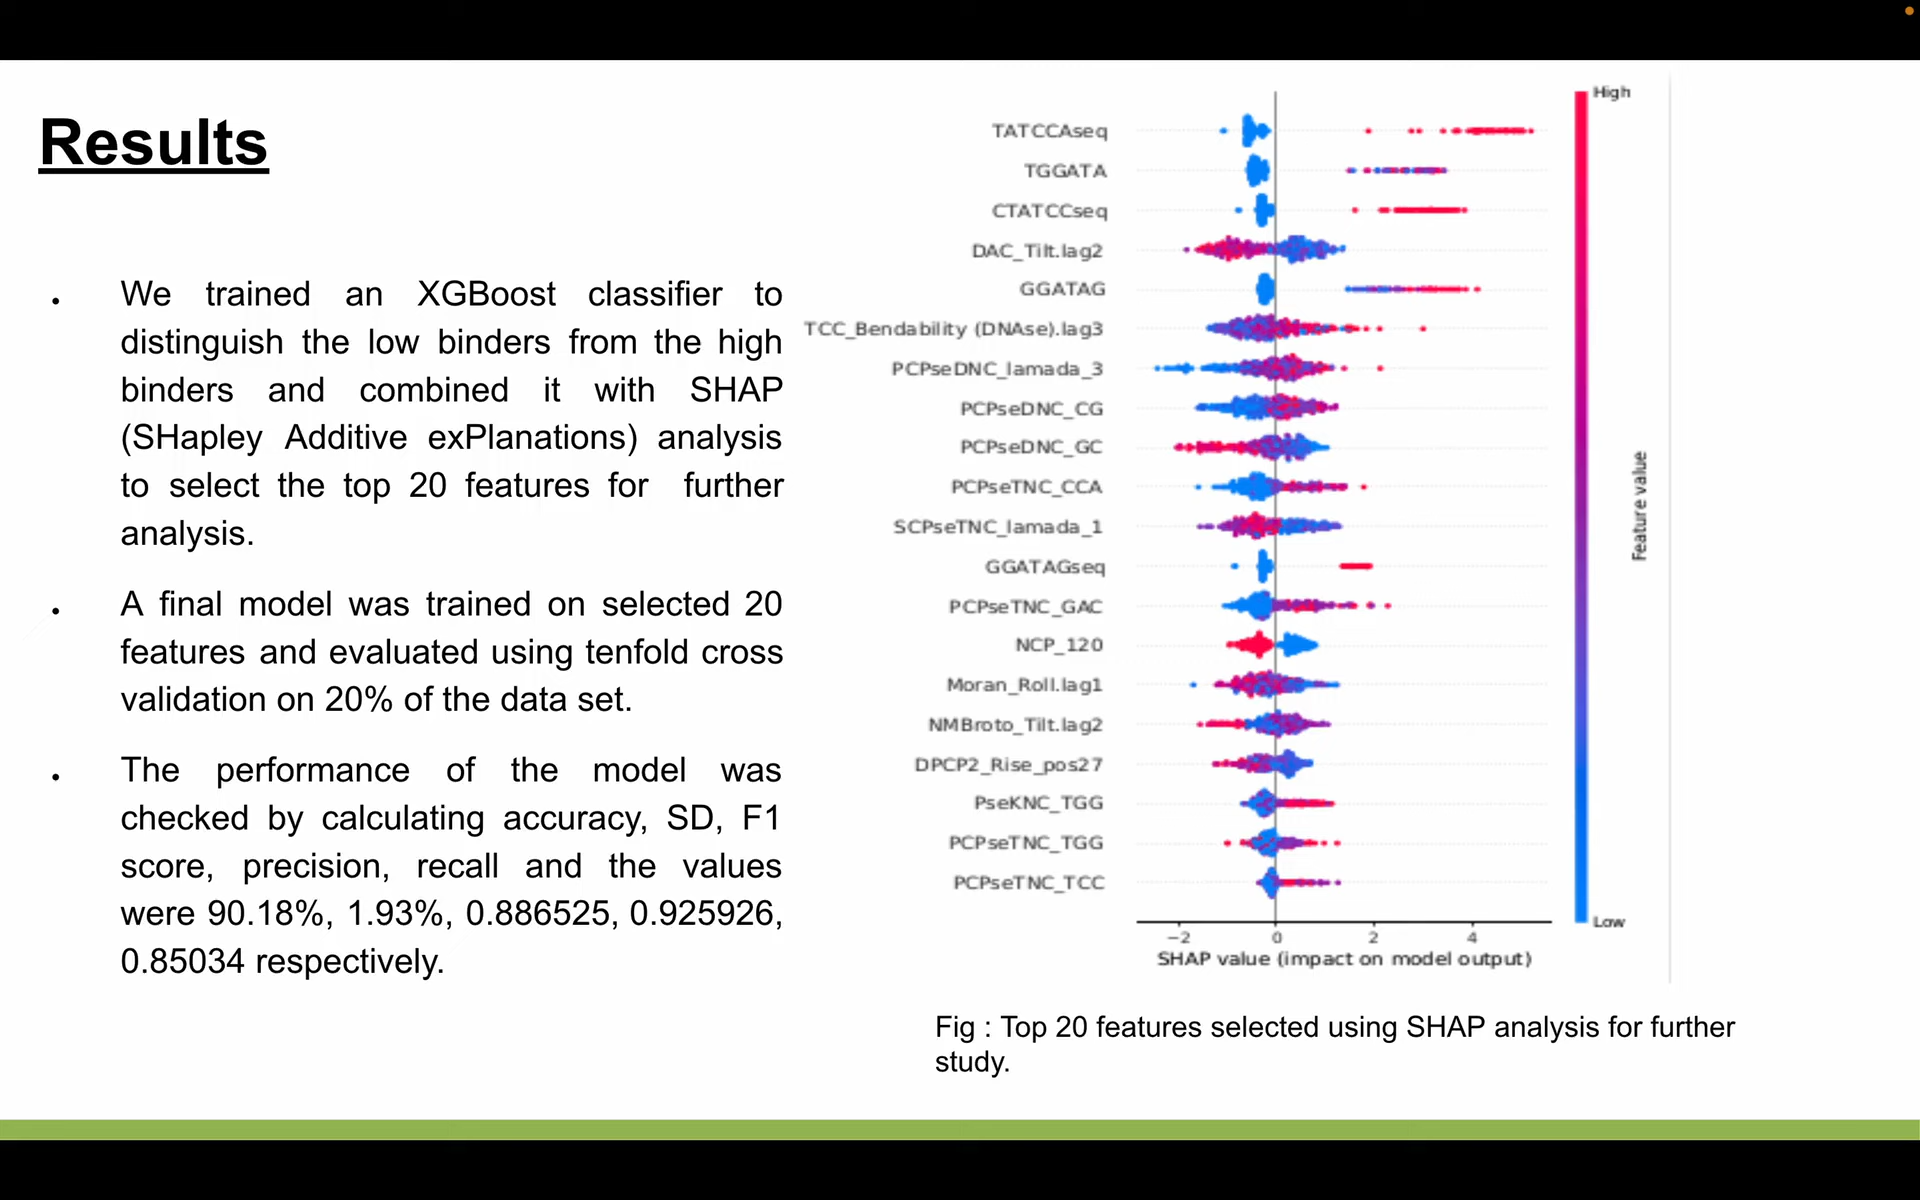 Results
• We trained an XGBoost classifier to
distinguish the low binders from the high
binders and combined it with SHAP
(SHapley Additive exPlanations) analysis
to select the top 20 features for further
analysis.
• A final model was trained on selected 20
features and evaluated using tenfold cross
validation on 20% of the data set.
• The performance of the model was
checked by calculating accuracy, SD, F1
score, precision, recall and the values
were 90.18%, 1.93%, 0.886525, 0.925926,
0.85034 respectively.
High
TATCCAseq
TGGATA
CTATCCseq
DAC_Tilt.lag2
GGATAG
TCC_Bendability (DNAse).lag3
PCPseDNC_lamada_3
PCPseDNC_CG
PCPseDNC_GC
PCPseTNC_CCA
SCPseTNC_lamada_1
GGATAGseq
PCPseTNC_GAC
NCP_120
Moran_Roll.lag1
NMBroto_Tilt.lag2
DPCP2_Rise_pos27
PseKNC_TGG
PCPseTNC_TGG
PCPseTNC_TCC
Feature value
Low
−2 0 2 4
SHAP value (impact on model output)
Fig : Top 20 features selected using SHAP analysis for further
study.